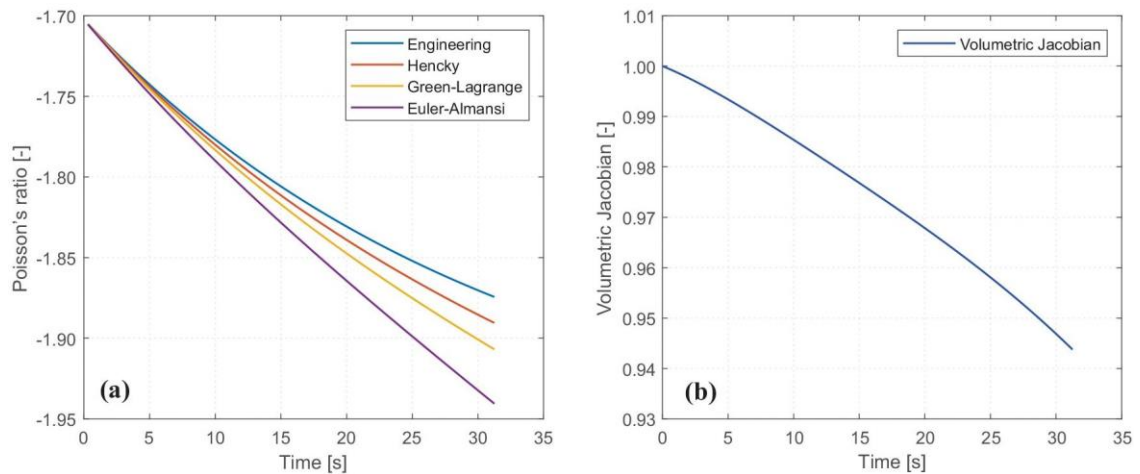 -1.70
-1.75
-1.80
-1.85
-1.90
-1.95
Poisson's ratio [-]
Engineering
Hencky
Green-Lagrange
Euler-Almansi
(a)
0 5 10 15 20 25 30 35
Time [s]
1.01
1.00
0.99
0.98
0.97
0.96
0.95
0.94
0.93
Volumetric Jacobian [-]
Volumetric Jacobian
(b)
0 5 10 15 20 25 30 35
Time [s]